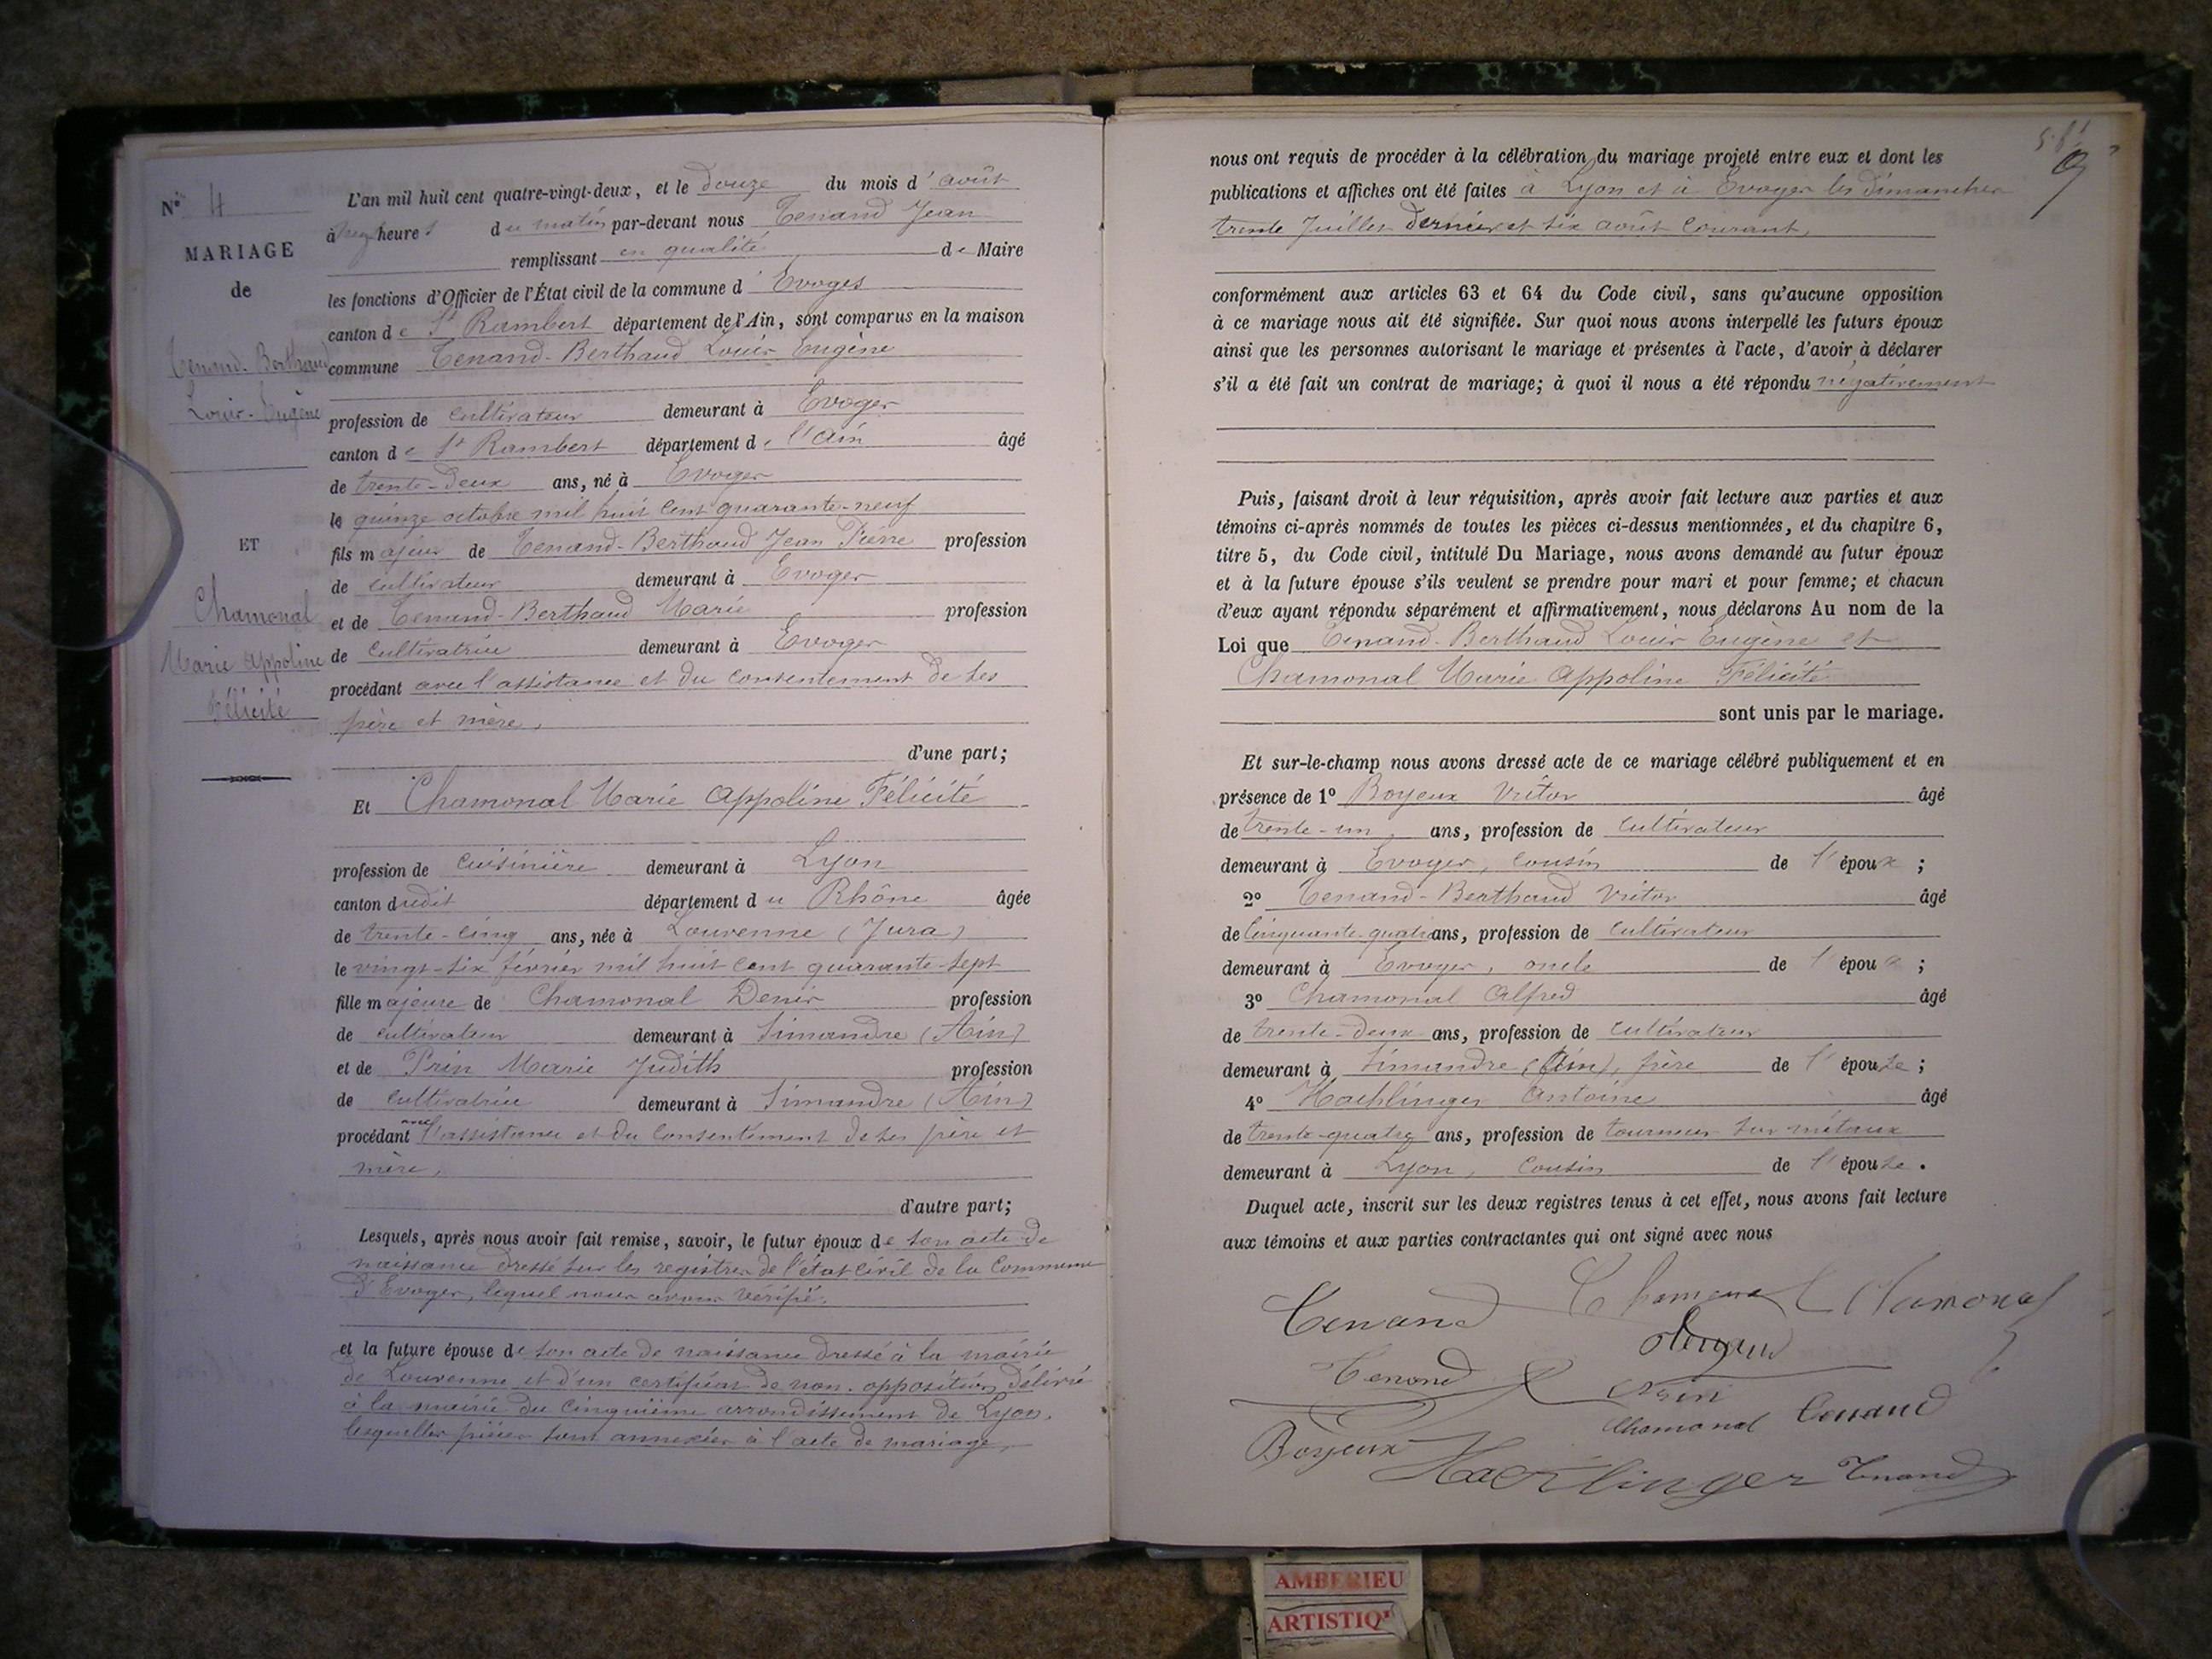 N° 4
MARIAGE
de
Tenand-Berthaud
Louis-Eugène
ET
Chamonal
Marie Appoline
Félicité
L'an mil huit cent quatre-vingt-deux, et le douze du mois d'août
à heures du matin par-devant nous Tenand Jean
remplissant en qualité de Maire
les fonctions d'Officier de l'État civil de la commune d'Evoges
canton de St Rambert département de l'Ain, sont comparus en la maison
commune Tenand-Berthaud Louis Eugène
profession de cultivateur demeurant à Evoges
canton de St Rambert département de l'Ain âgé
de trente-deux ans, né à Evoges
le quinze octobre mil huit cent quarante-neuf
fils majeur de Tenand-Berthaud Jean Pierre profession
de cultivateur demeurant à Evoges
et de Tenand-Berthaud Marie profession
de cultivatrice demeurant à Evoges
procédant avec l'assistance et du consentement de ses
père et mère,
d'une part;
Et Chamonal Marie Appoline Félicité
profession de cuisinière demeurant à Lyon
canton dudit département du Rhône âgée
de trente-cinq ans, née à Louvenne (Jura)
le vingt-six février mil huit cent quarante-sept
fille majeure de Chamonal Denis profession
de cultivateur demeurant à Simandre (Ain)
et de Prin Marie Judith profession
de cultivatrice demeurant à Simandre (Ain)
procédant avec l'assistance et du consentement de ses père et
mère,
d'autre part;
Lesquels, après nous avoir fait remise, savoir, le futur époux de son acte de
naissance dressé sur les registres de l'état civil de la Commune
d'Evoges, lequel nous avons vérifié.
et la future épouse de son acte de naissance dressé à la mairie
de Louvenne et d'un certificat de non-opposition délivré
à la mairie du cinquième arrondissement de Lyon,
lesquelles pièces sont annexées à l'acte de mariage,
9
nous ont requis de procéder à la célébration du mariage projeté entre eux et dont les
publications et affiches ont été faites à Lyon et à Evoges les dimanches
trente Juillet dernier et six août courant,
conformément aux articles 63 et 64 du Code civil, sans qu'aucune opposition
à ce mariage nous ait été signifiée. Sur quoi nous avons interpellé les futurs époux
ainsi que les personnes autorisant le mariage et présentes à l'acte, d'avoir à déclarer
s'il a été fait un contrat de mariage; à quoi il nous a été répondu négativement
Puis, faisant droit à leur réquisition, après avoir fait lecture aux parties et aux
témoins ci-après nommés de toutes les pièces ci-dessus mentionnées, et du chapitre 6,
titre 5, du Code civil, intitulé Du Mariage, nous avons demandé au futur époux
et à la future épouse s'ils veulent se prendre pour mari et pour femme; et chacun
d'eux ayant répondu séparément et affirmativement, nous déclarons Au nom de la
Loi que Tenand-Berthaud Louis Eugène et
Chamonal Marie Appoline Félicité
sont unis par le mariage.
Et sur-le-champ nous avons dressé acte de ce mariage célébré publiquement et en
présence de 1° Boyeux Victor âgé
de trente-un, ans, profession de cultivateur
demeurant à Evoges, cousin de l'époux ;
2° Tenand-Berthaud Victor âgé
de cinquante-quatre ans, profession de cultivateur
demeurant à Evoges, oncle de l'époux ;
3° Chamonal Alfred âgé
de trente-deux ans, profession de cultivateur
demeurant à Simandre (Ain), frère de l'épouse ;
4° Haehlinger Antoine âgé
de trente-quatre ans, profession de tourneur sur métaux
demeurant à Lyon, cousin de l'épouse.
Duquel acte, inscrit sur les deux registres tenus à cet effet, nous avons fait lecture
aux témoins et aux parties contractantes qui ont signé avec nous
Tenand Chamonal Chamonal
Tenand Prin
Chamonal Tenand
Boyeux Haehlinger Tenand
AMBERIEU
ARTISTIQ